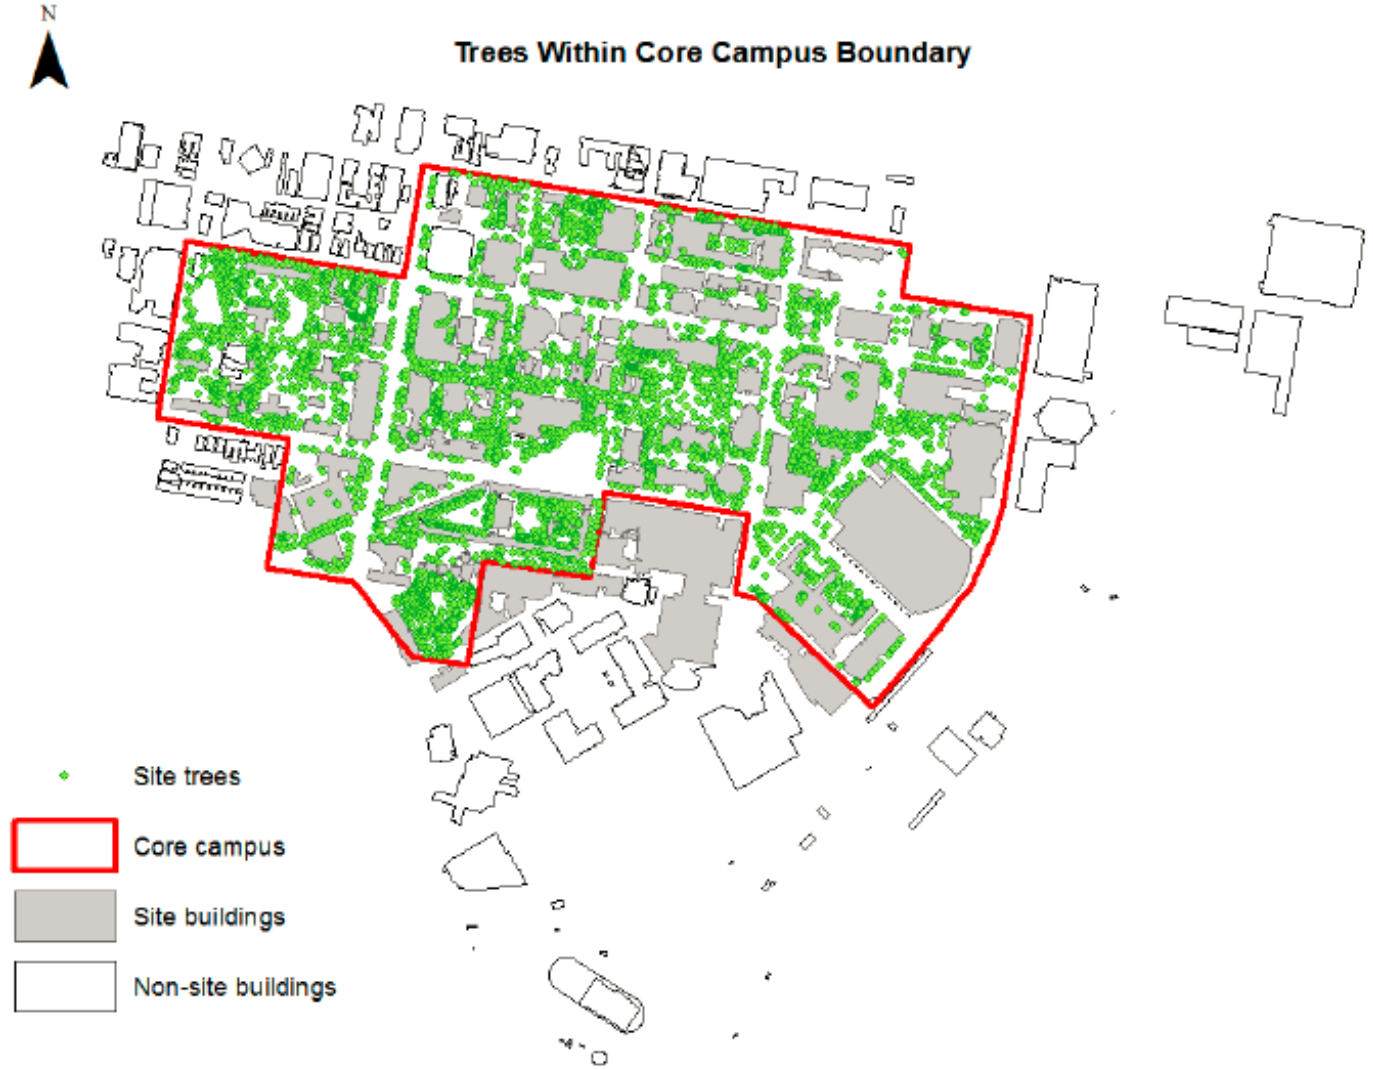 N
Trees Within Core Campus Boundary
Site trees
Core campus
Site buildings
Non-site buildings